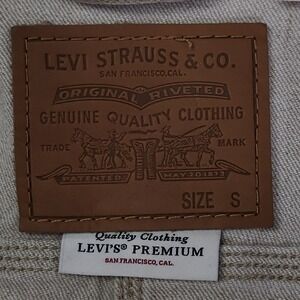 LEVI STRAUSS & CO.
SAN FRANCISCO, CAL.
ORIGINAL RIVETED
GENUINE QUALITY CLOTHING
TRADE MARK
PATENTED MAY 20 1873
SIZE S
Quality Clothing
LEVI'S® PREMIUM
SAN FRANCISCO, CAL.